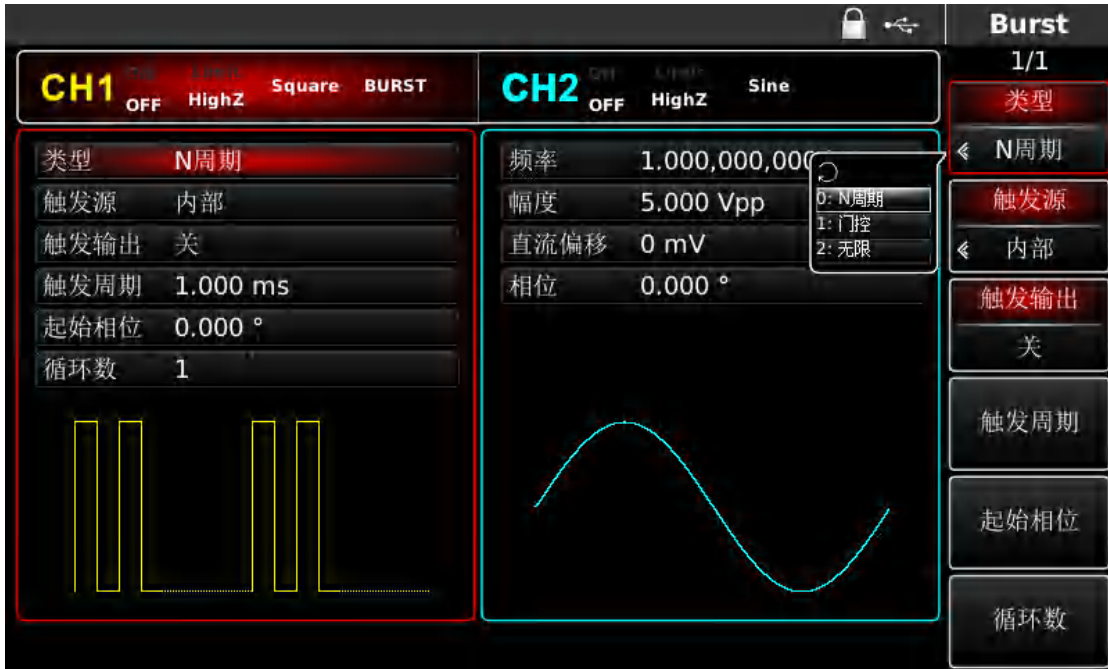 Burst
1/1
CH1 OFF HighZ Square BURST
CH2 OFF HighZ Sine
类型 N周期
触发源 内部
触发输出 关
触发周期 1.000 ms
起始相位 0.000 °
循环数 1
频率 1.000,000,000
幅度 5.000 Vpp
直流偏移 0 mV
相位 0.000 °
0: N周期
1: 门控
2: 无限
类型
N周期
触发源
内部
触发输出
关
触发周期
起始相位
循环数